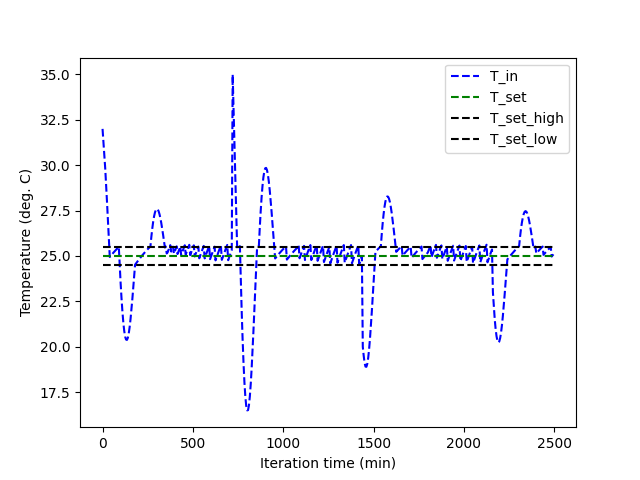 35.0
32.5
30.0
27.5
25.0
22.5
20.0
17.5
Temperature (deg. C)
T_in
T_set
T_set_high
T_set_low
0
500
1000
1500
2000
2500
Iteration time (min)